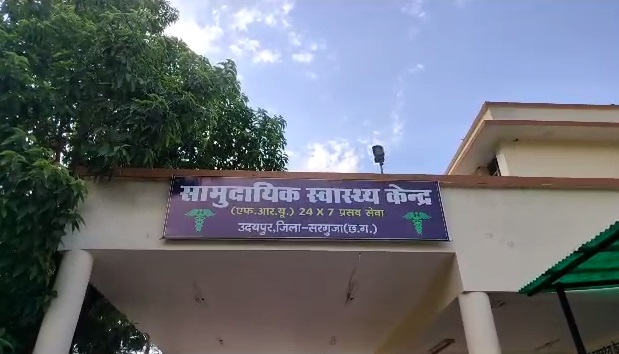 सामुदायिक स्वास्थ्य केन्द्र
(एफ.आर.यू.) 24 X 7 प्रसव सेवा
उदयपुर,जिला-सरगुजा(छ.ग.)